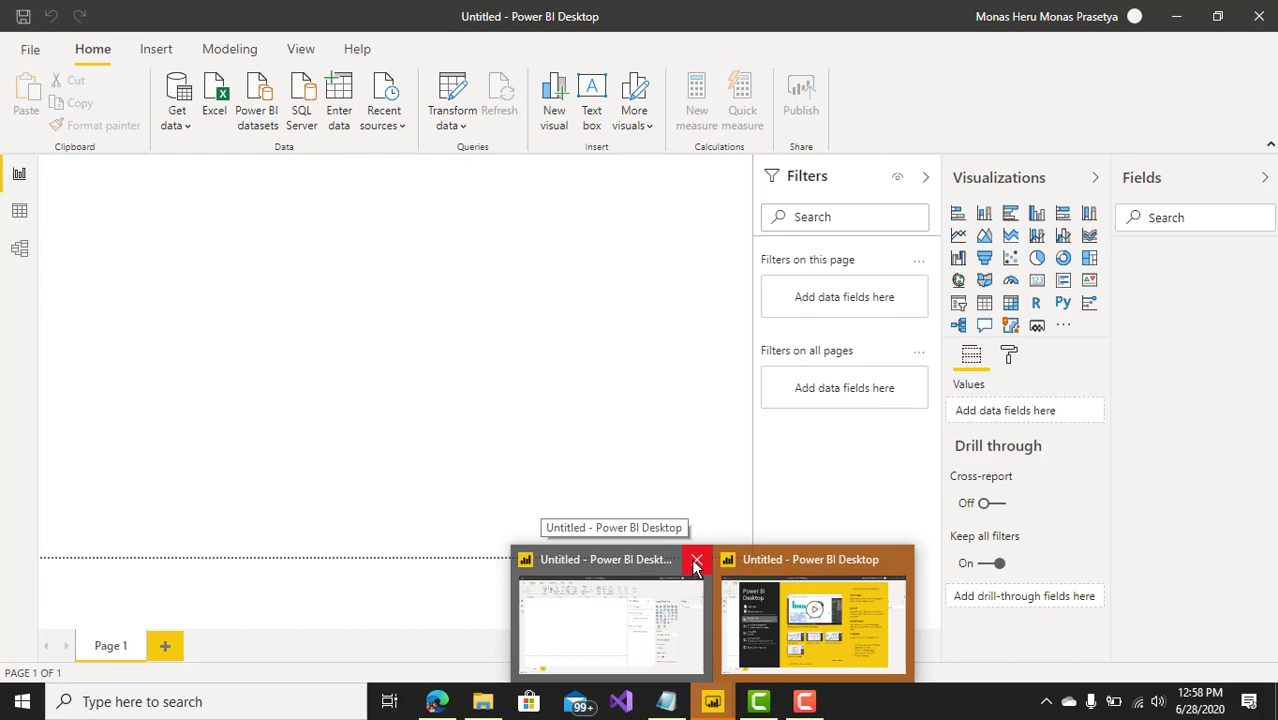 Untitled - Power BI Desktop
Monas Heru Monas Prasetya
File Home Insert Modeling View Help
Paste
Cut
Copy
Format painter
Clipboard
Get data
Excel
Power BI datasets
SQL Server
Enter data
Recent sources
Data
Transform data
Refresh
Queries
New visual
Text box
More visuals
Insert
New measure
Quick measure
Calculations
Publish
Share
Filters
Search
Filters on this page ...
Add data fields here
Filters on all pages ...
Add data fields here
Visualizations
R
Py
Values
Add data fields here
Drill through
Cross-report
Off
Keep all filters
On
Add drill-through fields here
Fields
Search
Untitled - Power BI Desktop
Untitled - Power BI Deskt...
Untitled - Power BI Desktop
Power BI
Desktop
Page 1
PAGE 1 OF 1
Type here to search
99+
12:58 PM
6/28/2020